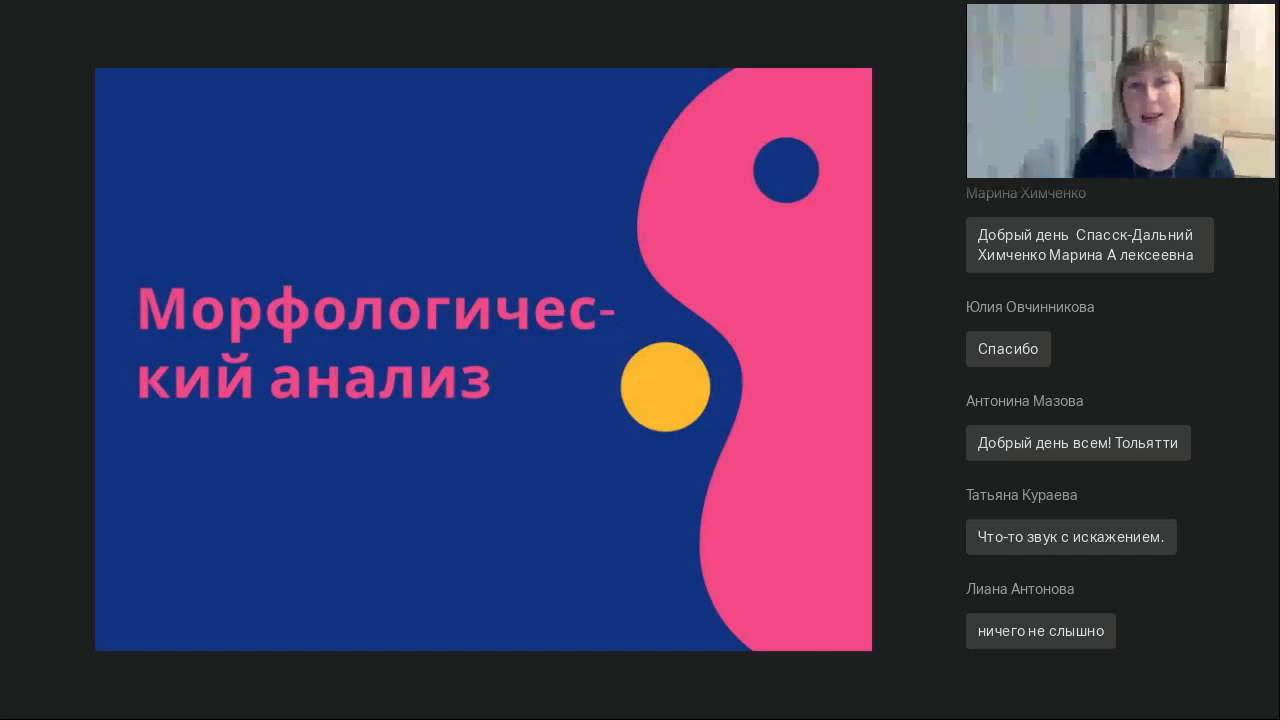 Морфологичес-
кий анализ
Марина Химченко
Добрый день  Спасск-Дальний
Химченко Марина А лексеевна
Юлия Овчинникова
Спасибо
Антонина Мазова
Добрый день всем! Тольятти
Татьяна Кураева
Что-то звук с искажением.
Лиана Антонова
ничего не слышно